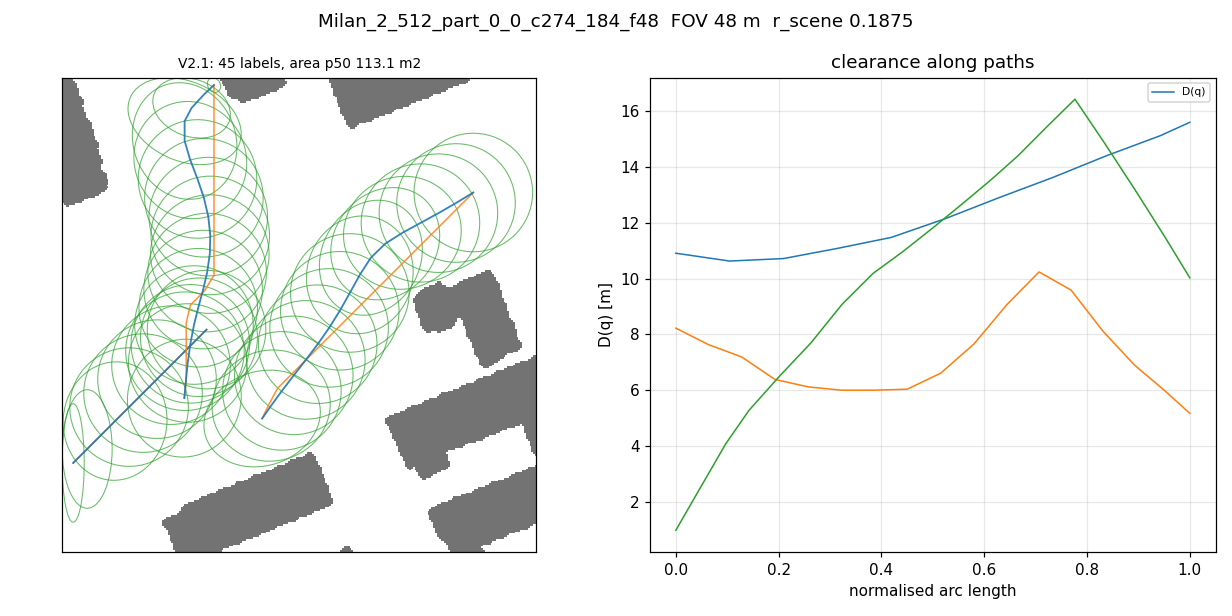 Milan_2_512_part_0_0_c274_184_f48  FOV 48 m  r_scene 0.1875
V2.1: 45 labels, area p50 113.1 m2
clearance along paths
D(q)
D(q) [m]
16
14
12
10
8
6
4
2
0.0 0.2 0.4 0.6 0.8 1.0
normalised arc length